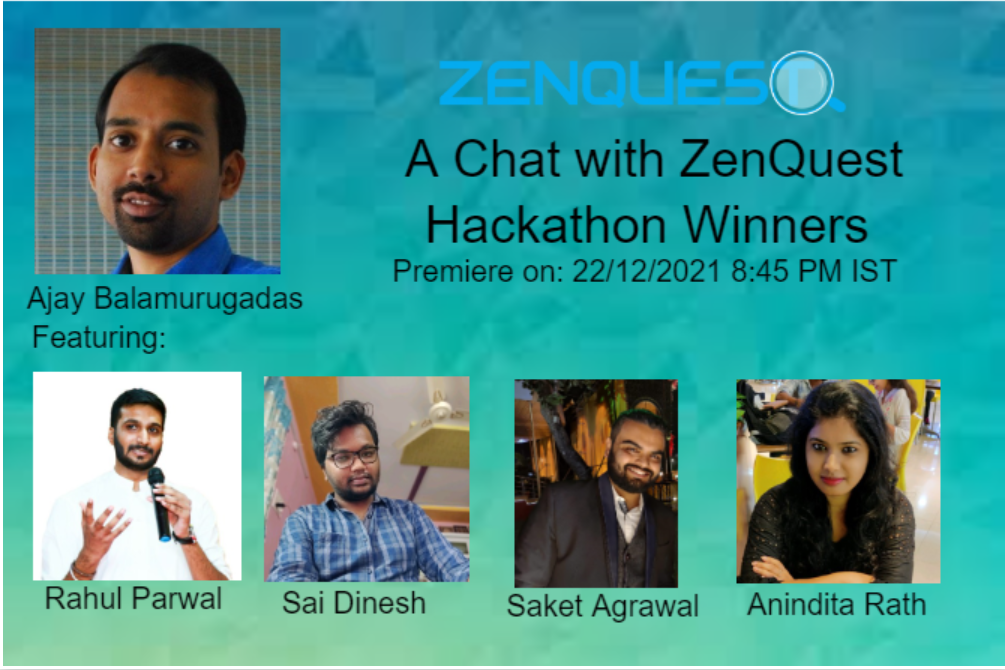 ZENQUEST
A Chat with ZenQuest
Hackathon Winners
Premiere on: 22/12/2021 8:45 PM IST
Ajay Balamurugadas
Featuring:
Rahul Parwal
Sai Dinesh
Saket Agrawal
Anindita Rath